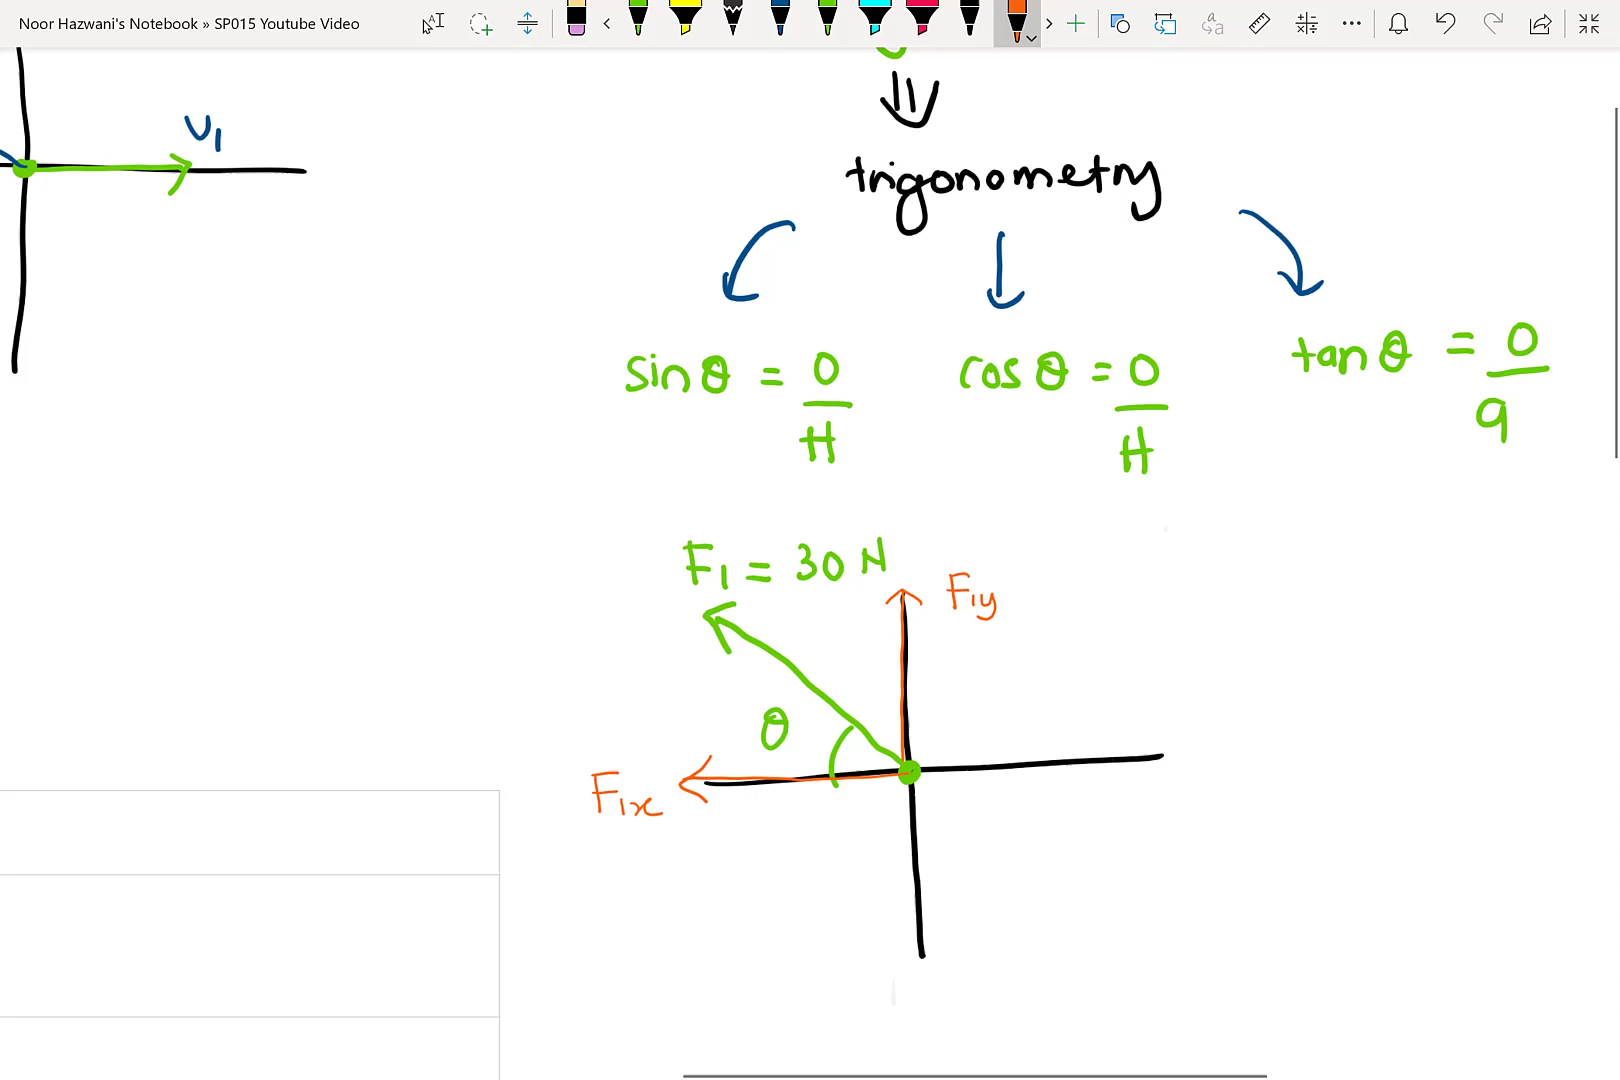 Noor Hazwani's Notebook » SP015 Youtube Video
v₁
trigonometry
sin θ = O/H
cos θ = O/H
tan θ = O/a
F₁ = 30 N
F₁y
θ
F₁x